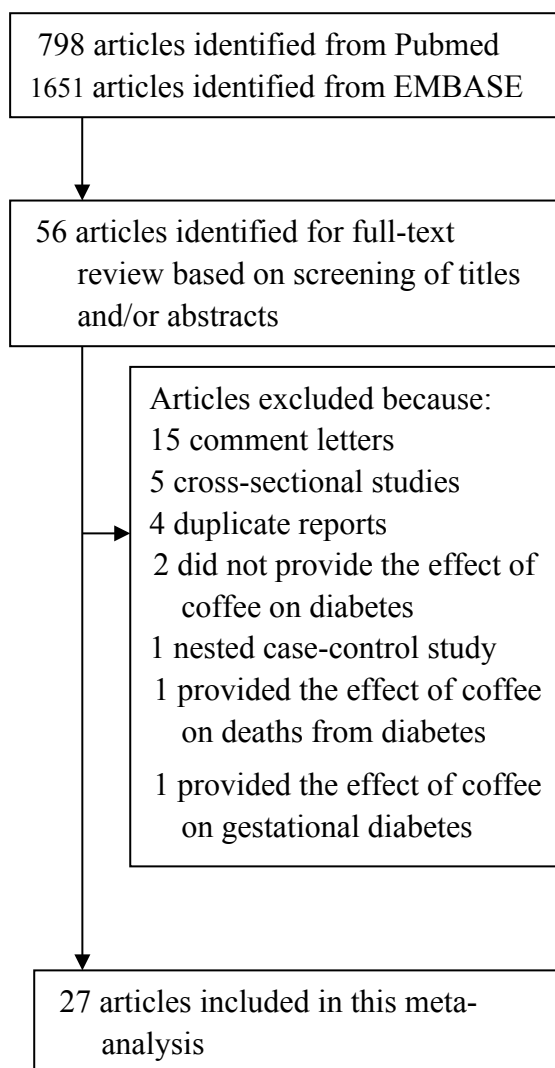 798 articles identified from Pubmed
1651 articles identified from EMBASE
56 articles identified for full-text
review based on screening of titles
and/or abstracts
Articles excluded because:
15 comment letters
5 cross-sectional studies
4 duplicate reports
2 did not provide the effect of
coffee on diabetes
1 nested case-control study
1 provided the effect of coffee
on deaths from diabetes
1 provided the effect of coffee
on gestational diabetes
27 articles included in this meta-
analysis